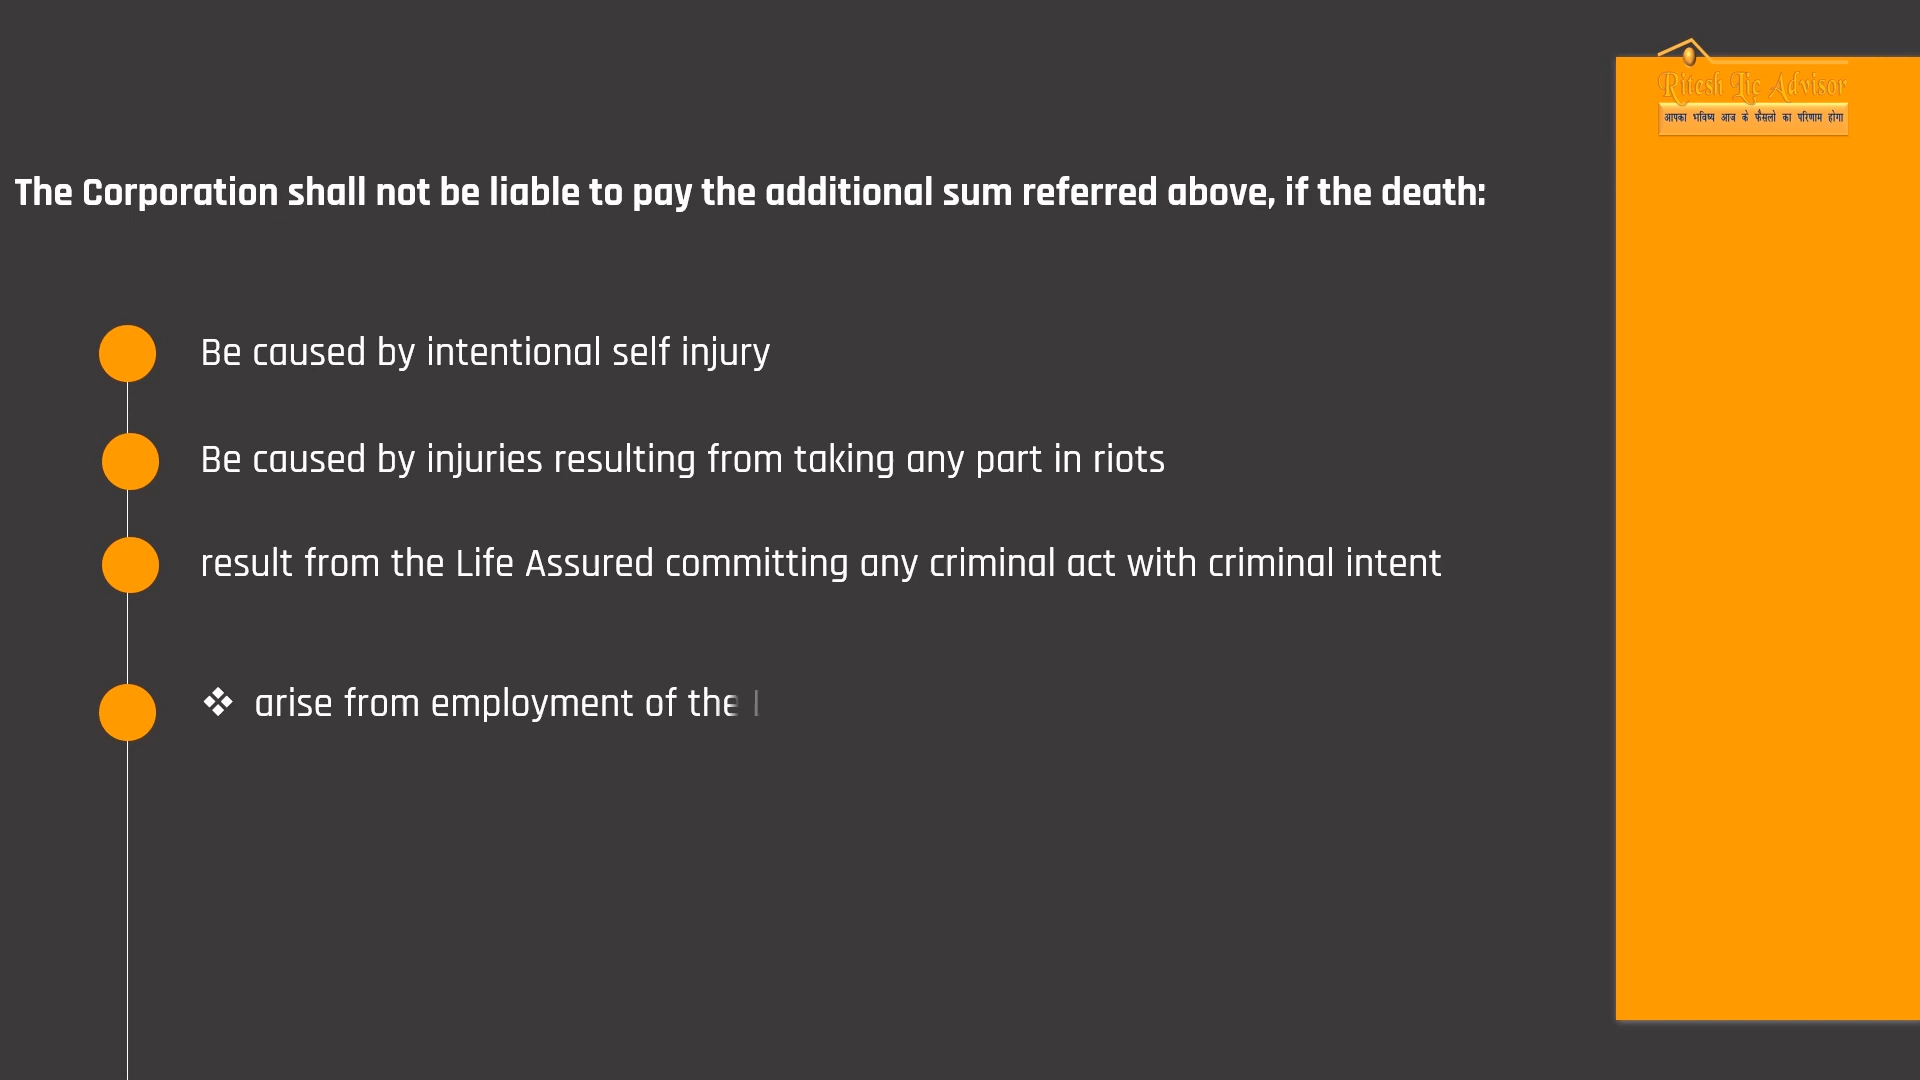 Ritesh Lic Advisor
आपका भविष्य आज के फैसलो का परिणाम होगा
The Corporation shall not be liable to pay the additional sum referred above, if the death:
Be caused by intentional self injury
Be caused by injuries resulting from taking any part in riots
result from the Life Assured committing any criminal act with criminal intent
❖ arise from employment of the